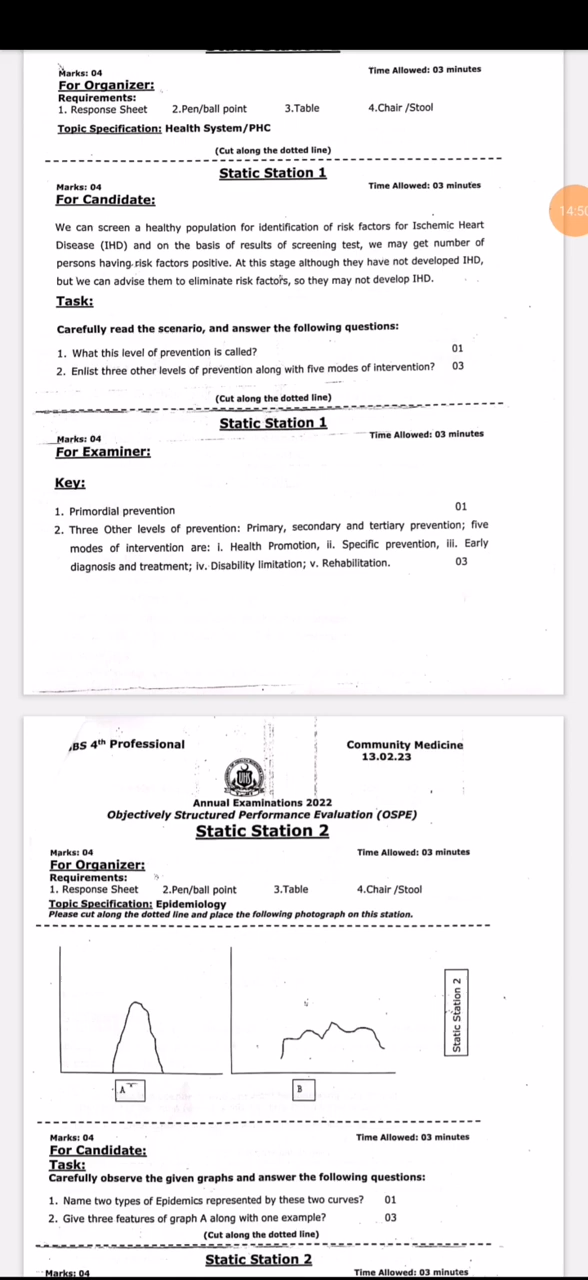 Marks: 04 Time Allowed: 03 minutes
For Organizer:
Requirements:
1. Response Sheet 2.Pen/ball point 3.Table 4.Chair /Stool
Topic Specification: Health System/PHC
(Cut along the dotted line)
Static Station 1
Marks: 04 Time Allowed: 03 minutes
For Candidate:
14:50
We can screen a healthy population for identification of risk factors for Ischemic Heart
Disease (IHD) and on the basis of results of screening test, we may get number of
persons having risk factors positive. At this stage although they have not developed IHD,
but we can advise them to eliminate risk factors, so they may not develop IHD.
Task:
Carefully read the scenario, and answer the following questions:
1. What this level of prevention is called? 01
2. Enlist three other levels of prevention along with five modes of intervention? 03
(Cut along the dotted line)
Static Station 1
Marks: 04 Time Allowed: 03 minutes
For Examiner:
Key:
1. Primordial prevention 01
2. Three Other levels of prevention: Primary, secondary and tertiary prevention; five
modes of intervention are: i. Health Promotion, ii. Specific prevention, iii. Early
diagnosis and treatment; iv. Disability limitation; v. Rehabilitation. 03
BS 4th Professional Community Medicine
13.02.23
UHS
Annual Examinations 2022
Objectively Structured Performance Evaluation (OSPE)
Static Station 2
Marks: 04 Time Allowed: 03 minutes
For Organizer:
Requirements:
1. Response Sheet 2.Pen/ball point 3.Table 4.Chair /Stool
Topic Specification: Epidemiology
Please cut along the dotted line and place the following photograph on this station.
Static Station 2
A B
Marks: 04 Time Allowed: 03 minutes
For Candidate:
Task:
Carefully observe the given graphs and answer the following questions:
1. Name two types of Epidemics represented by these two curves? 01
2. Give three features of graph A along with one example? 03
(Cut along the dotted line)
Static Station 2
Marks: 04 Time Allowed: 03 minutes